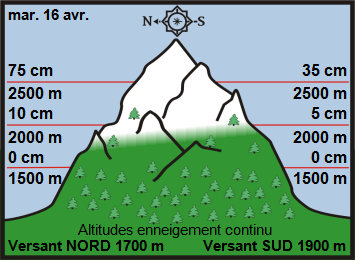 mar. 16 avr.
N S
75 cm 35 cm
2500 m 2500 m
10 cm 5 cm
2000 m 2000 m
0 cm 0 cm
1500 m 1500 m
Altitudes enneigement continu
Versant NORD 1700 m Versant SUD 1900 m